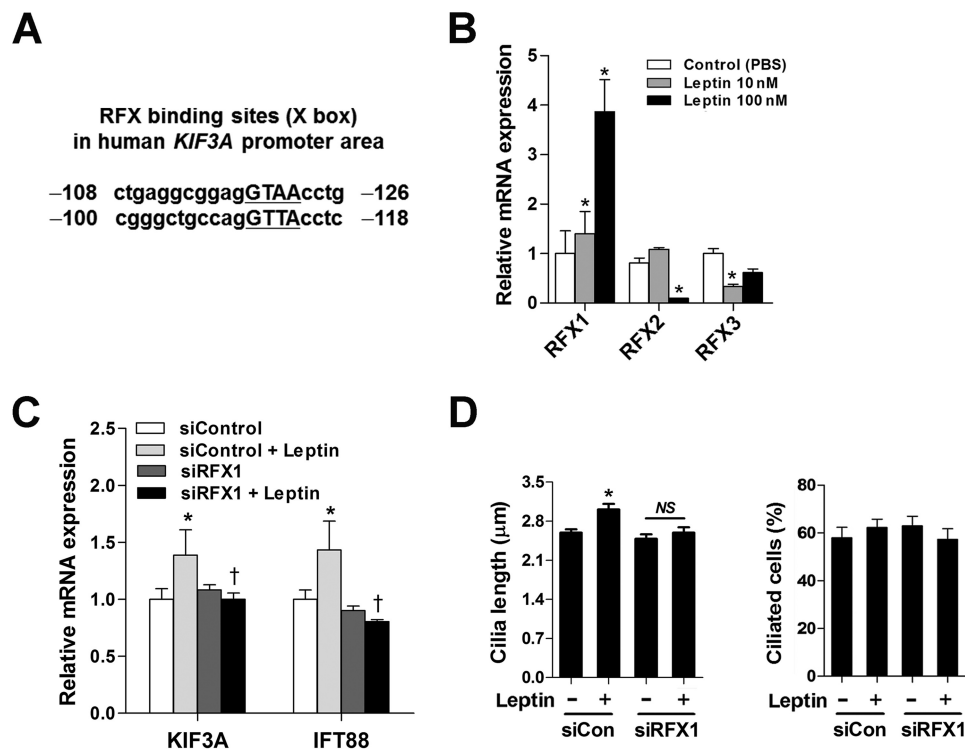 A
RFX binding sites (X box)
in human KIF3A promoter area
–108 ctgaggcggagGTAAcctg –126
–100 cgggctgccagGTTAcctc –118
B
Relative mRNA expression
5
4
3
2
1
0
Control (PBS)
Leptin 10 nM
Leptin 100 nM
*
*
*
*
RFX1 RFX2 RFX3
C
Relative mRNA expression
2.5
2.0
1.5
1.0
0.5
0.0
siControl
siControl + Leptin
siRFX1
siRFX1 + Leptin
* † * †
KIF3A IFT88
D
Cilia length (μm)
3.5
2.8
2.1
1.4
0.7
0.0
* NS
Leptin – + – +
siCon siRFX1
Ciliated cells (%)
80
60
40
20
0
Leptin – + – +
siCon siRFX1